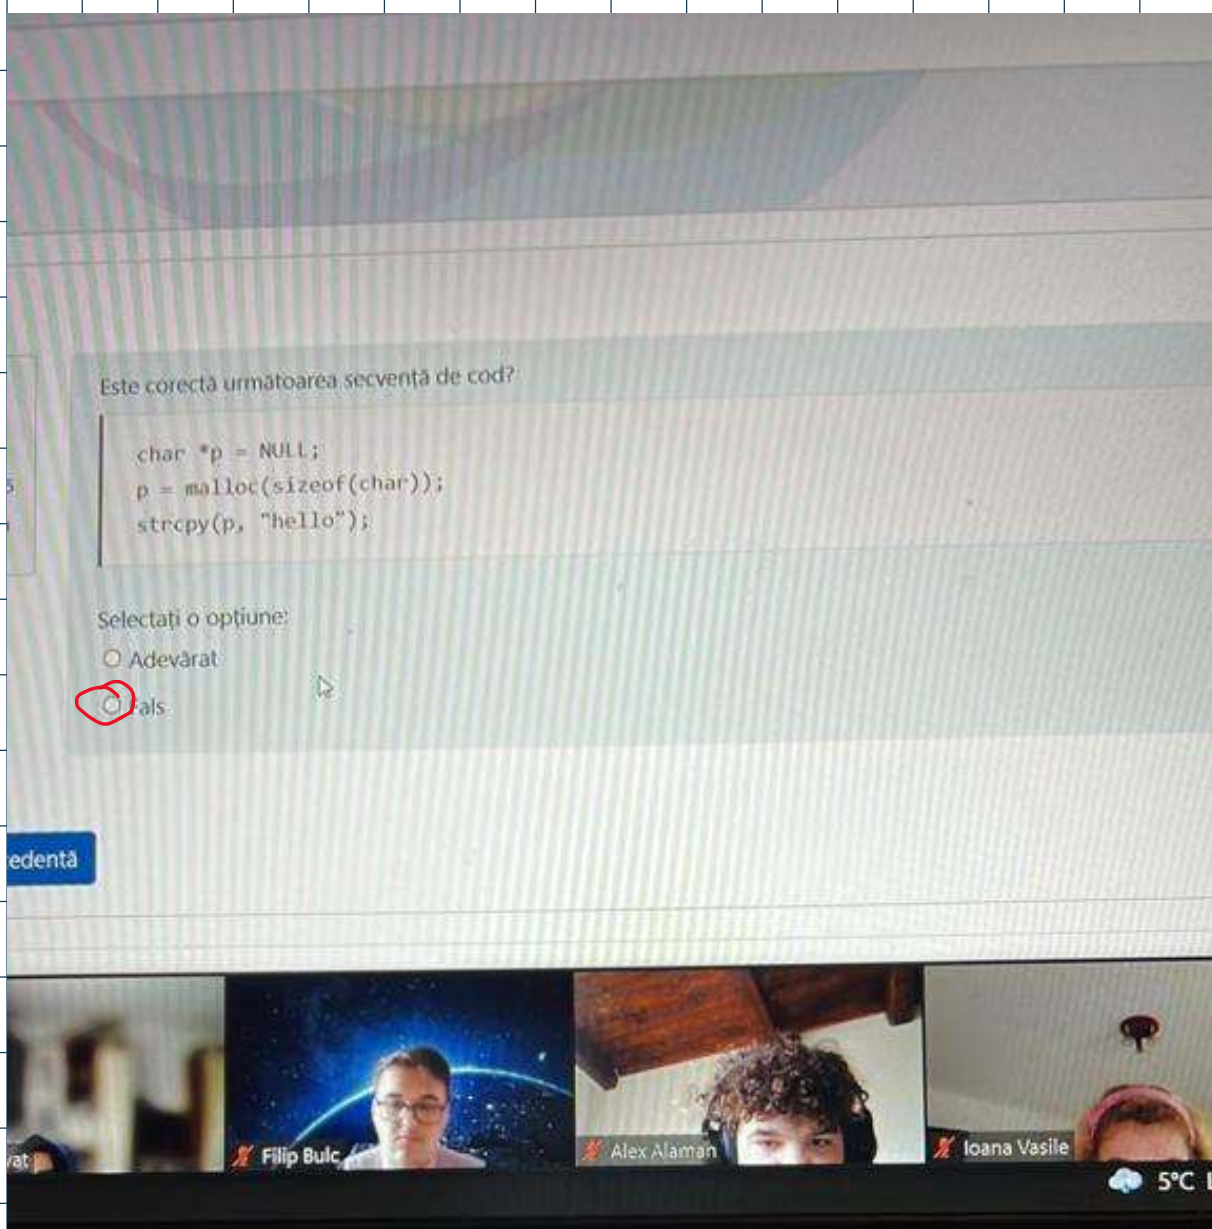 Este corectă următoarea secvență de cod?
char *p = NULL;
p = malloc(sizeof(char));
strcpy(p, "hello");
Selectați o opțiune:
Adevărat
Fals
edentă
vat
Filip Bulc
Alex Alaman
Ioana Vasile
5°C